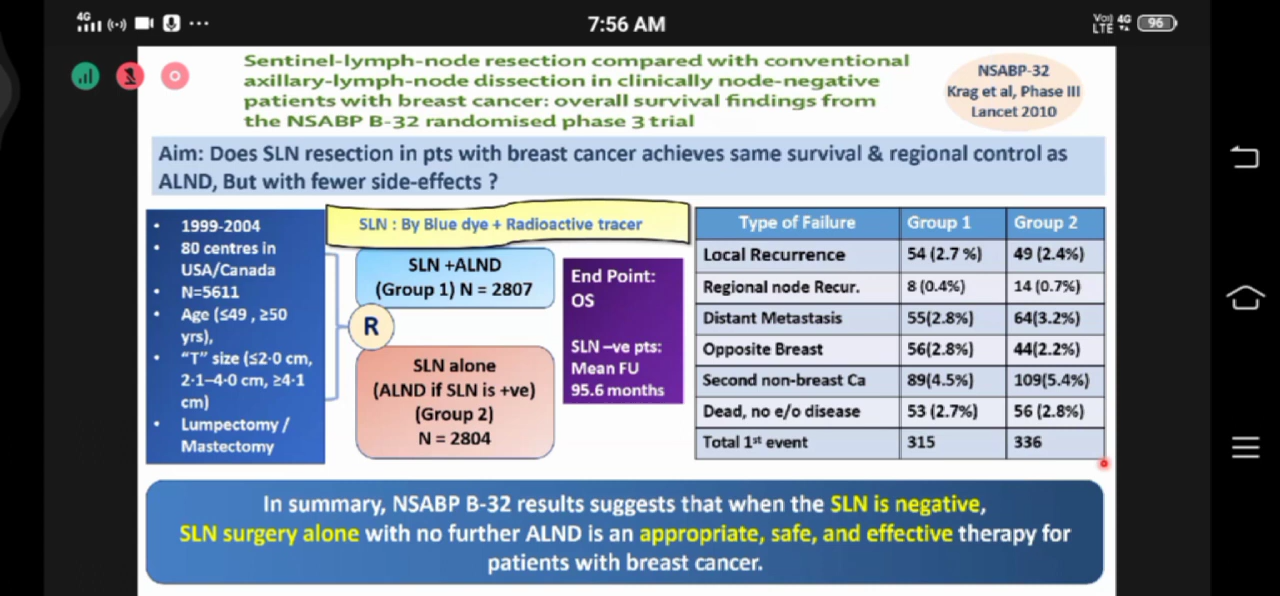 4G
7:56 AM
Vo)
LTE
4G
96
Sentinel-lymph-node resection compared with conventional
axillary-lymph-node dissection in clinically node-negative
patients with breast cancer: overall survival findings from
the NSABP B-32 randomised phase 3 trial
NSABP-32
Krag et al, Phase III
Lancet 2010
Aim: Does SLN resection in pts with breast cancer achieves same survival & regional control as
ALND, But with fewer side-effects ?
• 1999-2004
• 80 centres in
USA/Canada
• N=5611
• Age (≤49 , ≥50
yrs),
• “T” size (≤2·0 cm,
2·1–4·0 cm, ≥4·1
cm)
• Lumpectomy /
Mastectomy
SLN : By Blue dye + Radioactive tracer
SLN +ALND
(Group 1) N = 2807
R
SLN alone
(ALND if SLN is +ve)
(Group 2)
N = 2804
End Point:
OS
SLN –ve pts:
Mean FU
95.6 months
Type of Failure Group 1 Group 2
Local Recurrence 54 (2.7 %) 49 (2.4%)
Regional node Recur. 8 (0.4%) 14 (0.7%)
Distant Metastasis 55(2.8%) 64(3.2%)
Opposite Breast 56(2.8%) 44(2.2%)
Second non-breast Ca 89(4.5%) 109(5.4%)
Dead, no e/o disease 53 (2.7%) 56 (2.8%)
Total 1st event 315 336
In summary, NSABP B-32 results suggests that when the SLN is negative,
SLN surgery alone with no further ALND is an appropriate, safe, and effective therapy for
patients with breast cancer.